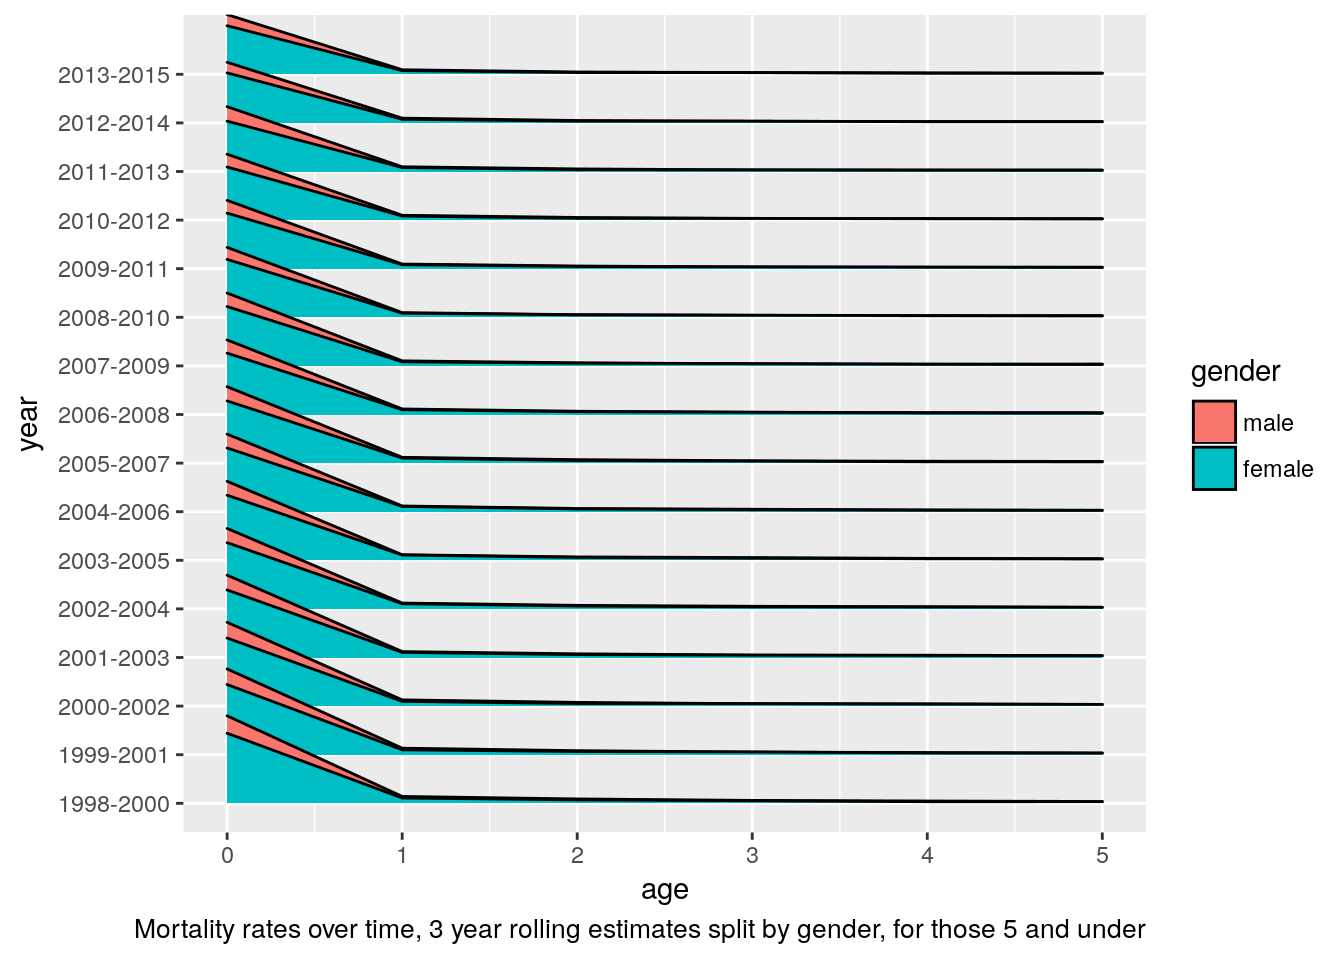 2013-2015
2012-2014
2011-2013
2010-2012
2009-2011
2008-2010
2007-2009
2006-2008
2005-2007
2004-2006
2003-2005
2002-2004
2001-2003
2000-2002
1999-2001
1998-2000
year
0 1 2 3 4 5
age
gender
male
female
Mortality rates over time, 3 year rolling estimates split by gender, for those 5 and under